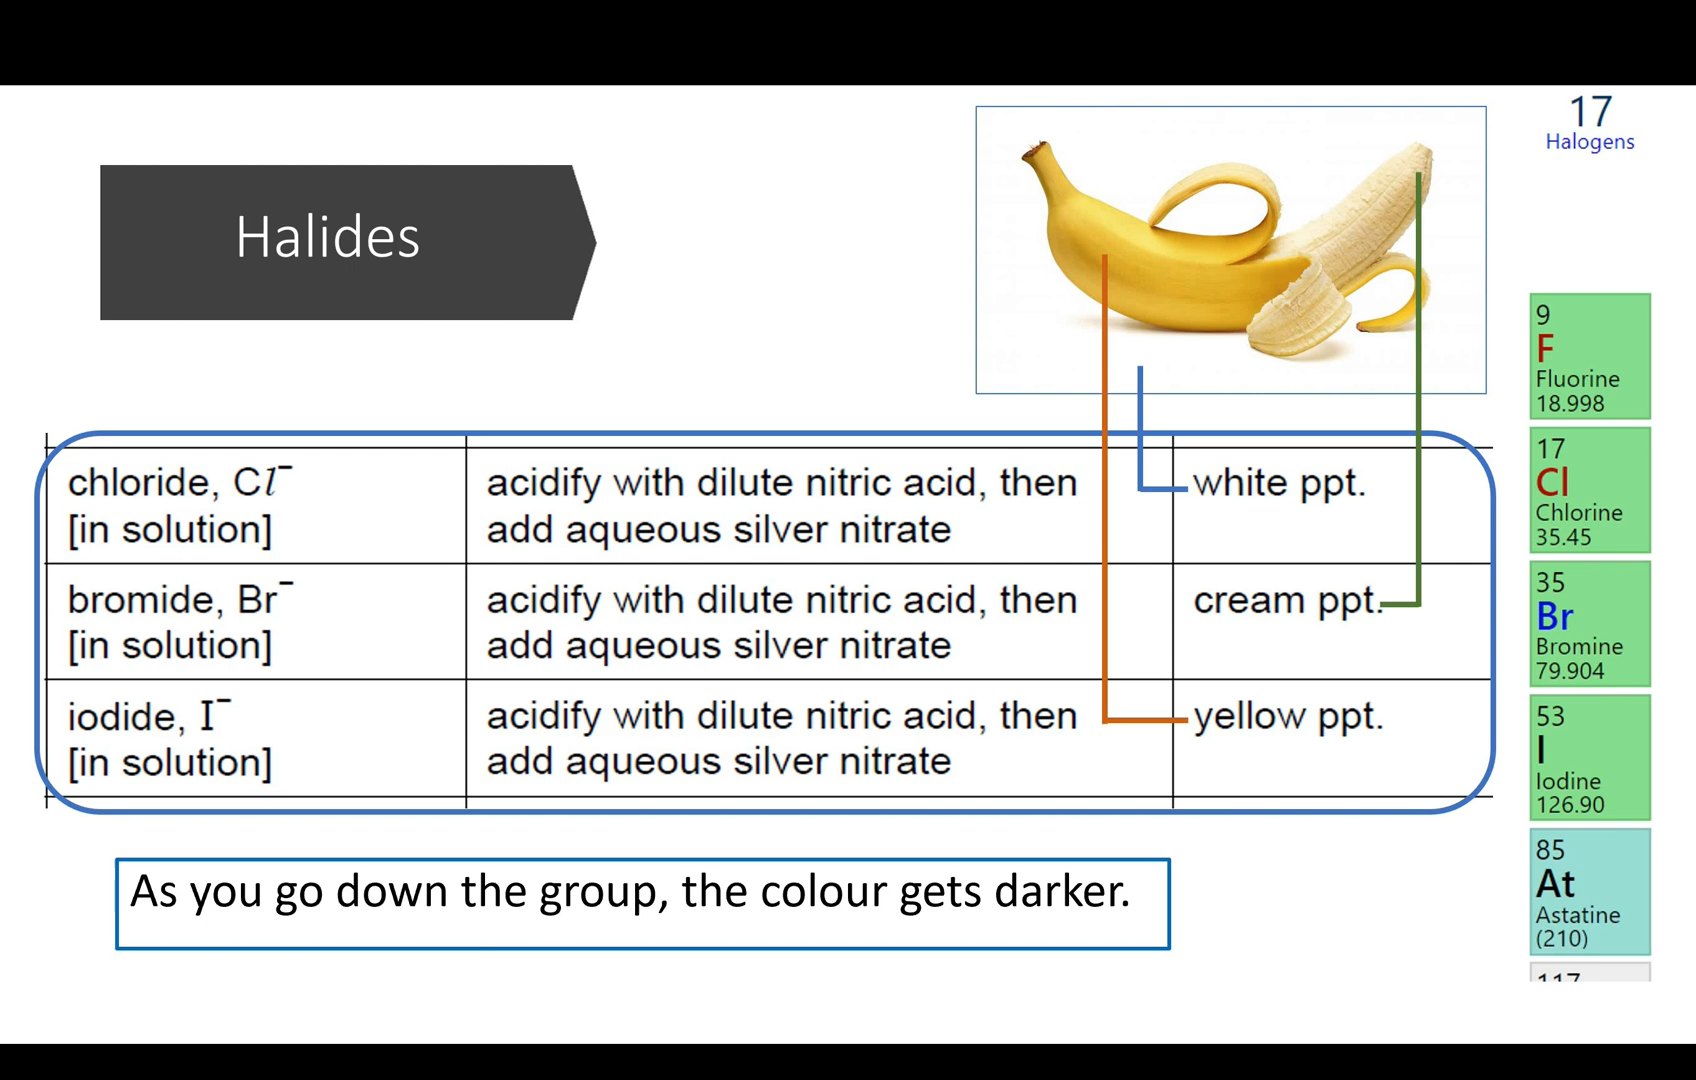 17
Halogens
Halides
chloride, Cl⁻
[in solution]
acidify with dilute nitric acid, then
add aqueous silver nitrate
white ppt.
bromide, Br⁻
[in solution]
acidify with dilute nitric acid, then
add aqueous silver nitrate
cream ppt.
iodide, I⁻
[in solution]
acidify with dilute nitric acid, then
add aqueous silver nitrate
yellow ppt.
As you go down the group, the colour gets darker.
9
F
Fluorine
18.998
17
Cl
Chlorine
35.45
35
Br
Bromine
79.904
53
I
Iodine
126.90
85
At
Astatine
(210)
117